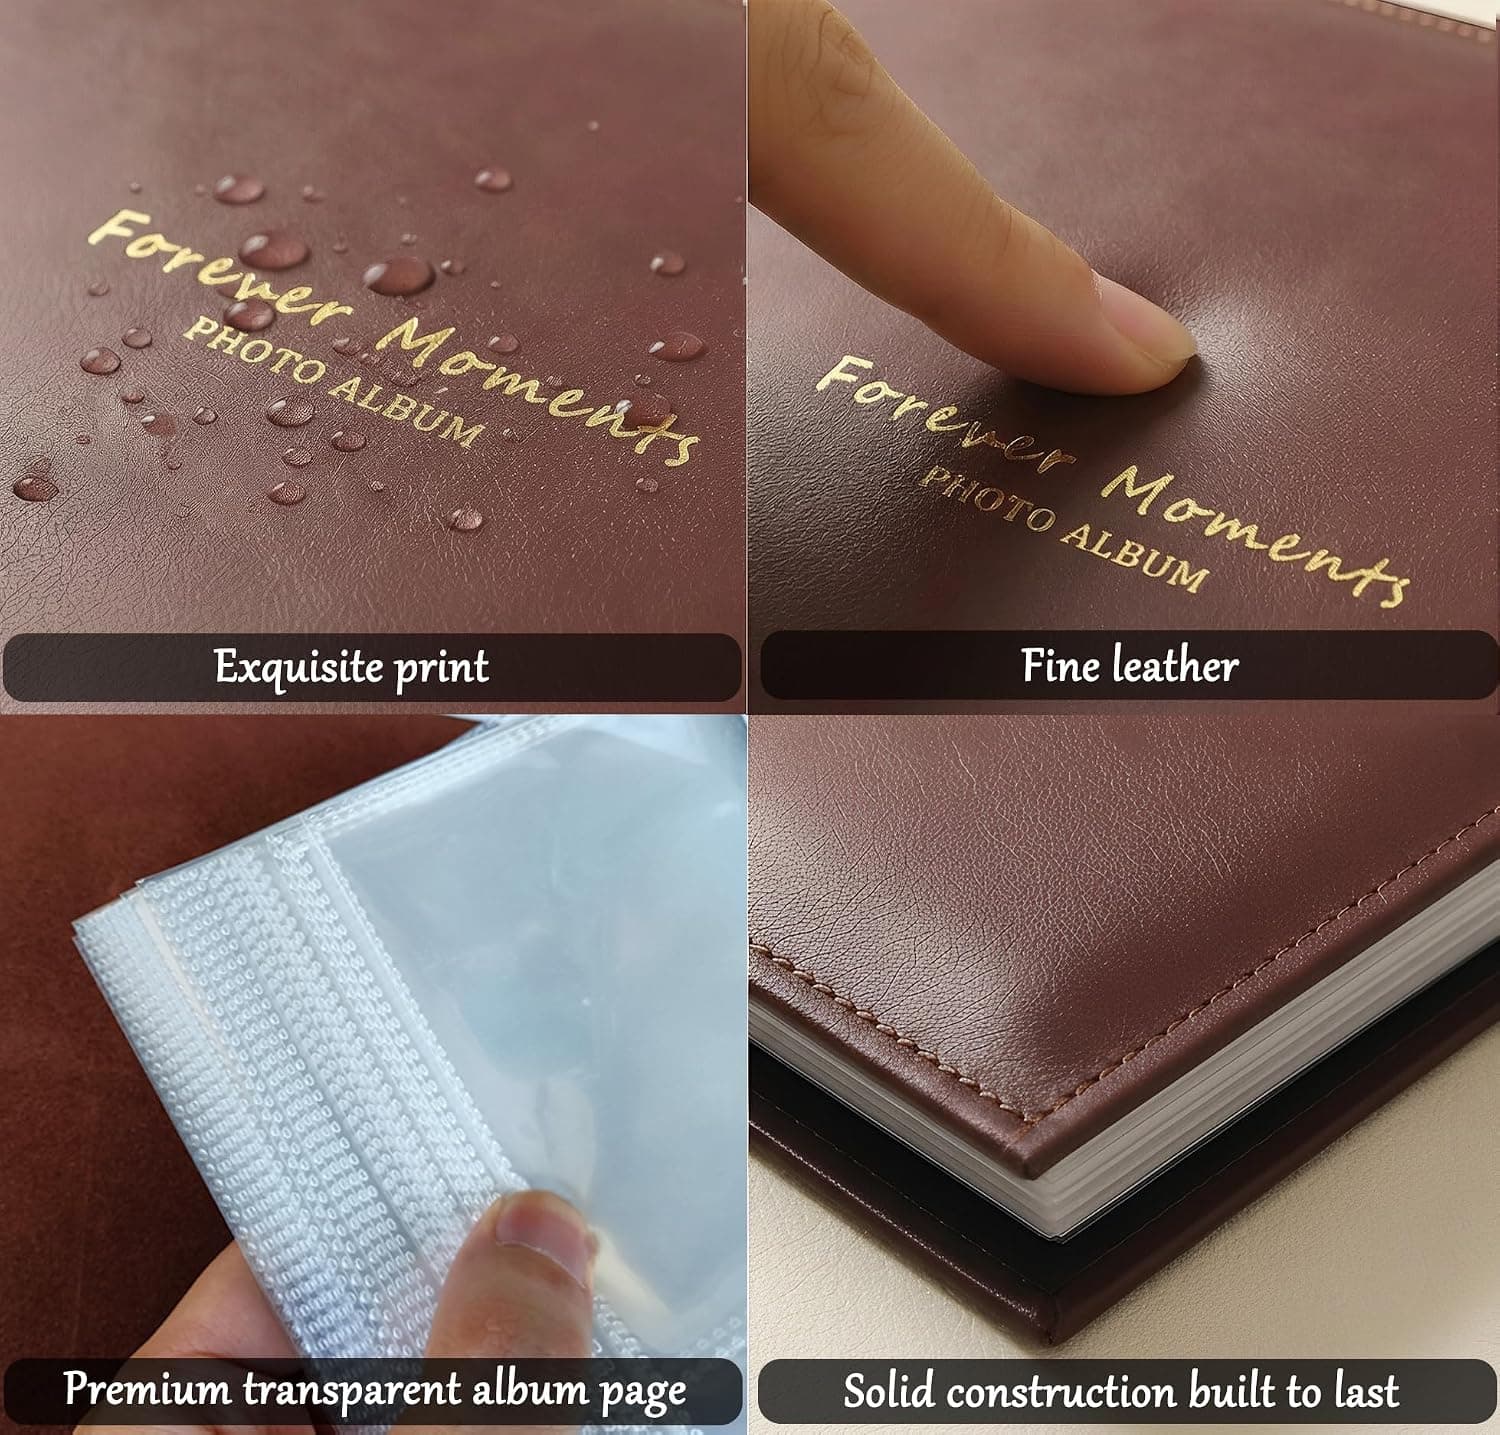 Forever Moments
PHOTO ALBUM
Exquisite print
Forever Moments
PHOTO ALBUM
Fine leather
Premium transparent album page
Solid construction built to last